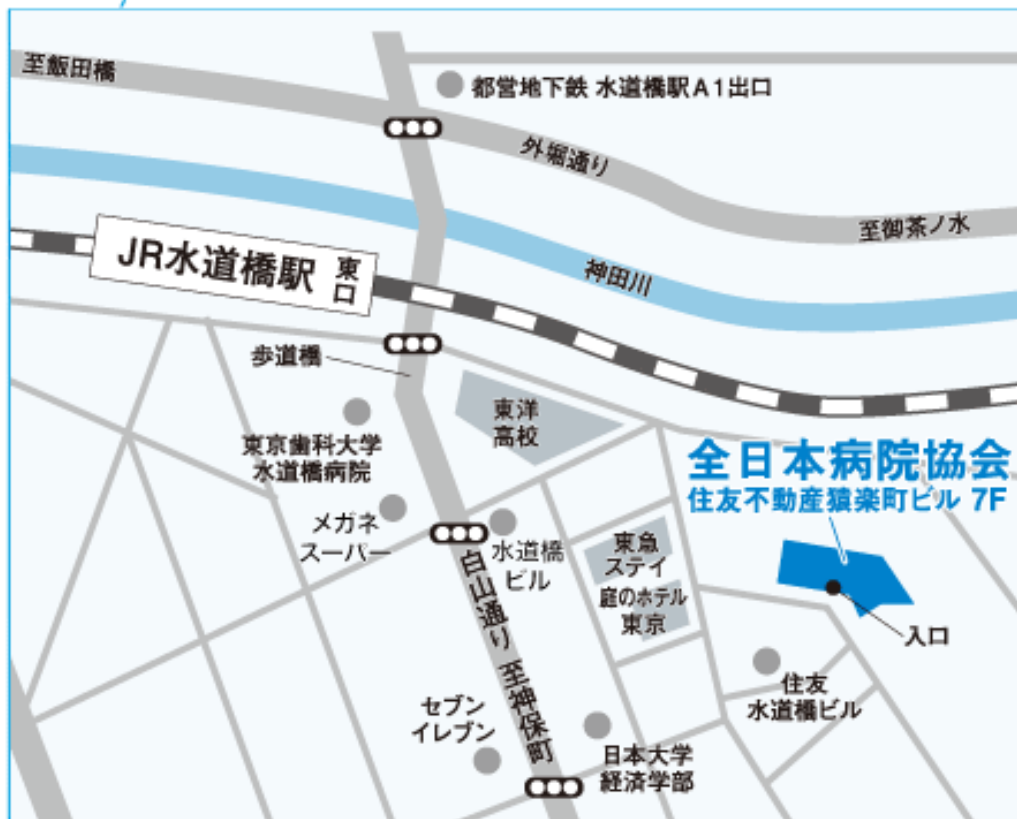 至飯田橋
都営地下鉄 水道橋駅A1出口
外堀通り
至御茶ノ水
JR水道橋駅 東口
神田川
歩道橋
東洋
高校
東京歯科大学
水道橋病院
全日本病院協会
住友不動産猿楽町ビル 7F
メガネ
スーパー
水道橋
ビル
東急
ステイ
庭のホテル
東京
白山通り 至神保町
入口
住友
水道橋ビル
セブン
イレブン
日本大学
経済学部